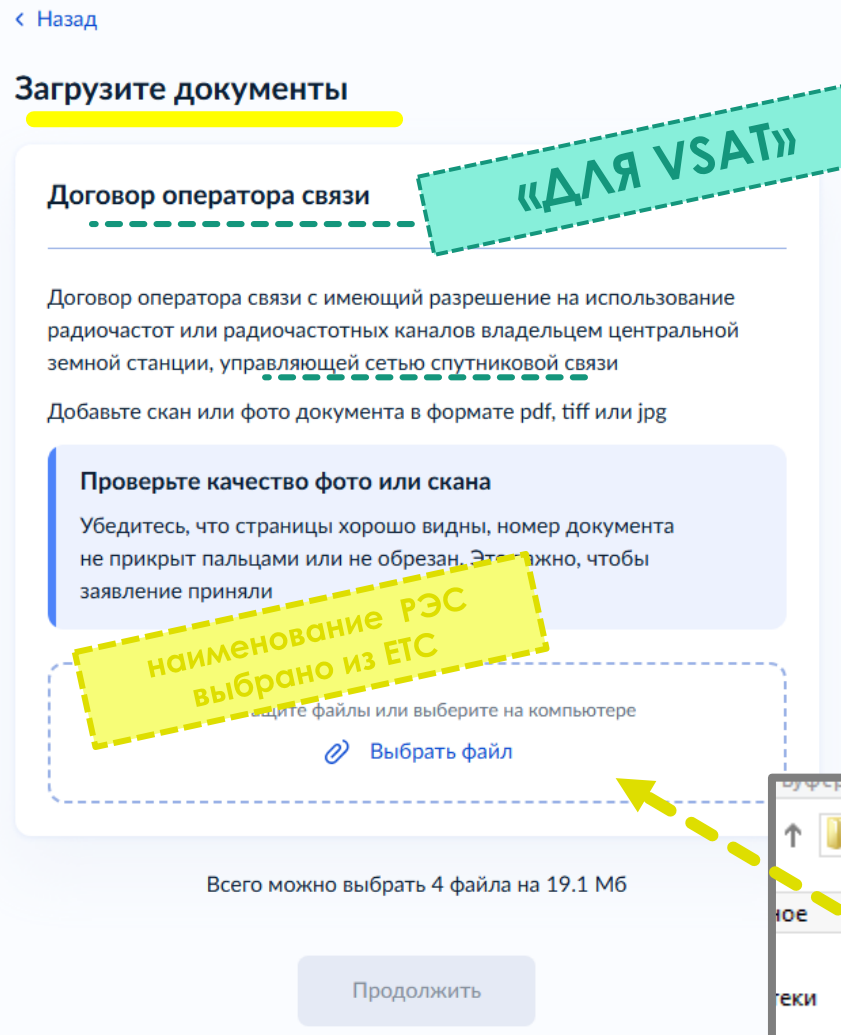 Назад
Загрузите документы
«ДЛЯ VSAT»
Договор оператора связи
Договор оператора связи с имеющий разрешение на использование
радиочастот или радиочастотных каналов владельцем центральной
земной станции, управляющей сетью спутниковой связи
Добавьте скан или фото документа в формате pdf, tiff или jpg
Проверьте качество фото или скана
Убедитесь, что страницы хорошо видны, номер документа
не прикрыт пальцами или не обрезан. Это важно, чтобы
заявление приняли
наименование РЭС
выбрано из ЕТС
файлы или выберите на компьютере
Выбрать файл
Всего можно выбрать 4 файла на 19.1 Мб
Продолжить